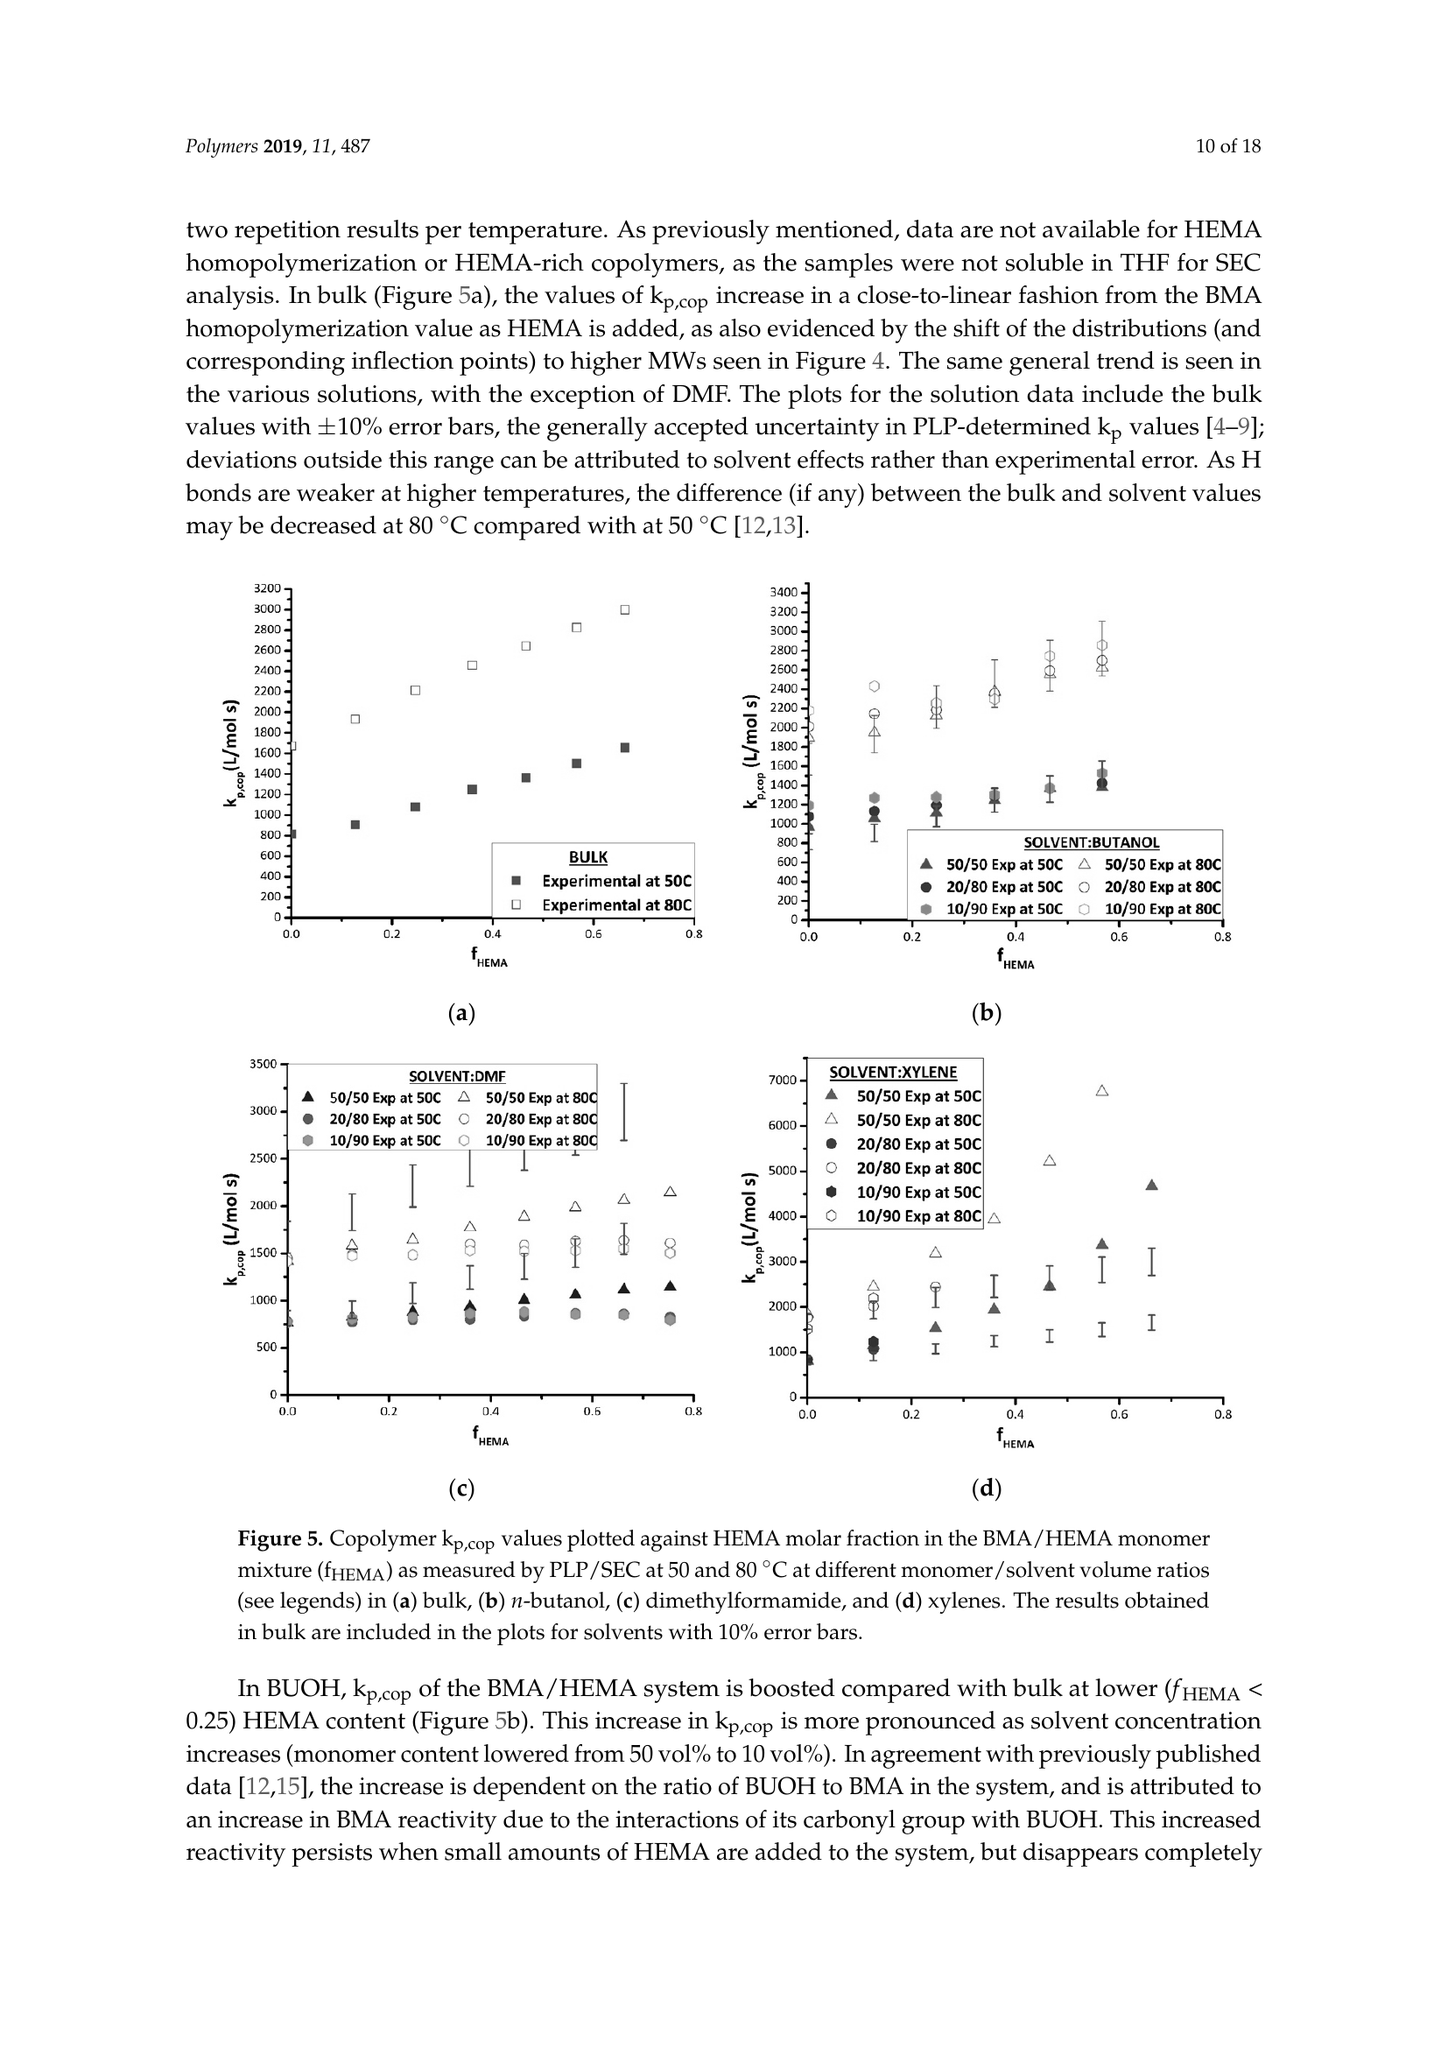 Polymers 2019, 11, 487
10 of 18
two repetition results per temperature. As previously mentioned, data are not available for HEMA
homopolymerization or HEMA-rich copolymers, as the samples were not soluble in THF for SEC
analysis. In bulk (Figure 5a), the values of kp,cop increase in a close-to-linear fashion from the BMA
homopolymerization value as HEMA is added, as also evidenced by the shift of the distributions (and
corresponding inflection points) to higher MWs seen in Figure 4. The same general trend is seen in
the various solutions, with the exception of DMF. The plots for the solution data include the bulk
values with ±10% error bars, the generally accepted uncertainty in PLP-determined kp values [4–9];
deviations outside this range can be attributed to solvent effects rather than experimental error. As H
bonds are weaker at higher temperatures, the difference (if any) between the bulk and solvent values
may be decreased at 80 °C compared with at 50 °C [12,13].
3200
3000
2800
2600
2400
2200
2000
1800
1600
1400
1200
1000
800
600
400
200
0
kp,cop (L/mol s)
BULK
Experimental at 50C
Experimental at 80C
0.0 0.2 0.4 0.6 0.8
fHEMA
(a)
3400
3200
3000
2800
2600
2400
2200
2000
1800
1600
1400
1200
1000
800
600
400
200
0
kp,cop (L/mol s)
SOLVENT:BUTANOL
50/50 Exp at 50C 50/50 Exp at 80C
20/80 Exp at 50C 20/80 Exp at 80C
10/90 Exp at 50C 10/90 Exp at 80C
0.0 0.2 0.4 0.6 0.8
fHEMA
(b)
3500
3000
2500
2000
1500
1000
500
0
kp,cop (L/mol s)
SOLVENT:DMF
50/50 Exp at 50C 50/50 Exp at 80C
20/80 Exp at 50C 20/80 Exp at 80C
10/90 Exp at 50C 10/90 Exp at 80C
0.0 0.2 0.4 0.6 0.8
fHEMA
(c)
7000
6000
5000
4000
3000
2000
1000
0
kp,cop (L/mol s)
SOLVENT:XYLENE
50/50 Exp at 50C
50/50 Exp at 80C
20/80 Exp at 50C
20/80 Exp at 80C
10/90 Exp at 50C
10/90 Exp at 80C
0.0 0.2 0.4 0.6 0.8
fHEMA
(d)
Figure 5. Copolymer kp,cop values plotted against HEMA molar fraction in the BMA/HEMA monomer
mixture (fHEMA) as measured by PLP/SEC at 50 and 80 °C at different monomer/solvent volume ratios
(see legends) in (a) bulk, (b) n-butanol, (c) dimethylformamide, and (d) xylenes. The results obtained
in bulk are included in the plots for solvents with 10% error bars.
In BUOH, kp,cop of the BMA/HEMA system is boosted compared with bulk at lower (fHEMA <
0.25) HEMA content (Figure 5b). This increase in kp,cop is more pronounced as solvent concentration
increases (monomer content lowered from 50 vol% to 10 vol%). In agreement with previously published
data [12,15], the increase is dependent on the ratio of BUOH to BMA in the system, and is attributed to
an increase in BMA reactivity due to the interactions of its carbonyl group with BUOH. This increased
reactivity persists when small amounts of HEMA are added to the system, but disappears completely